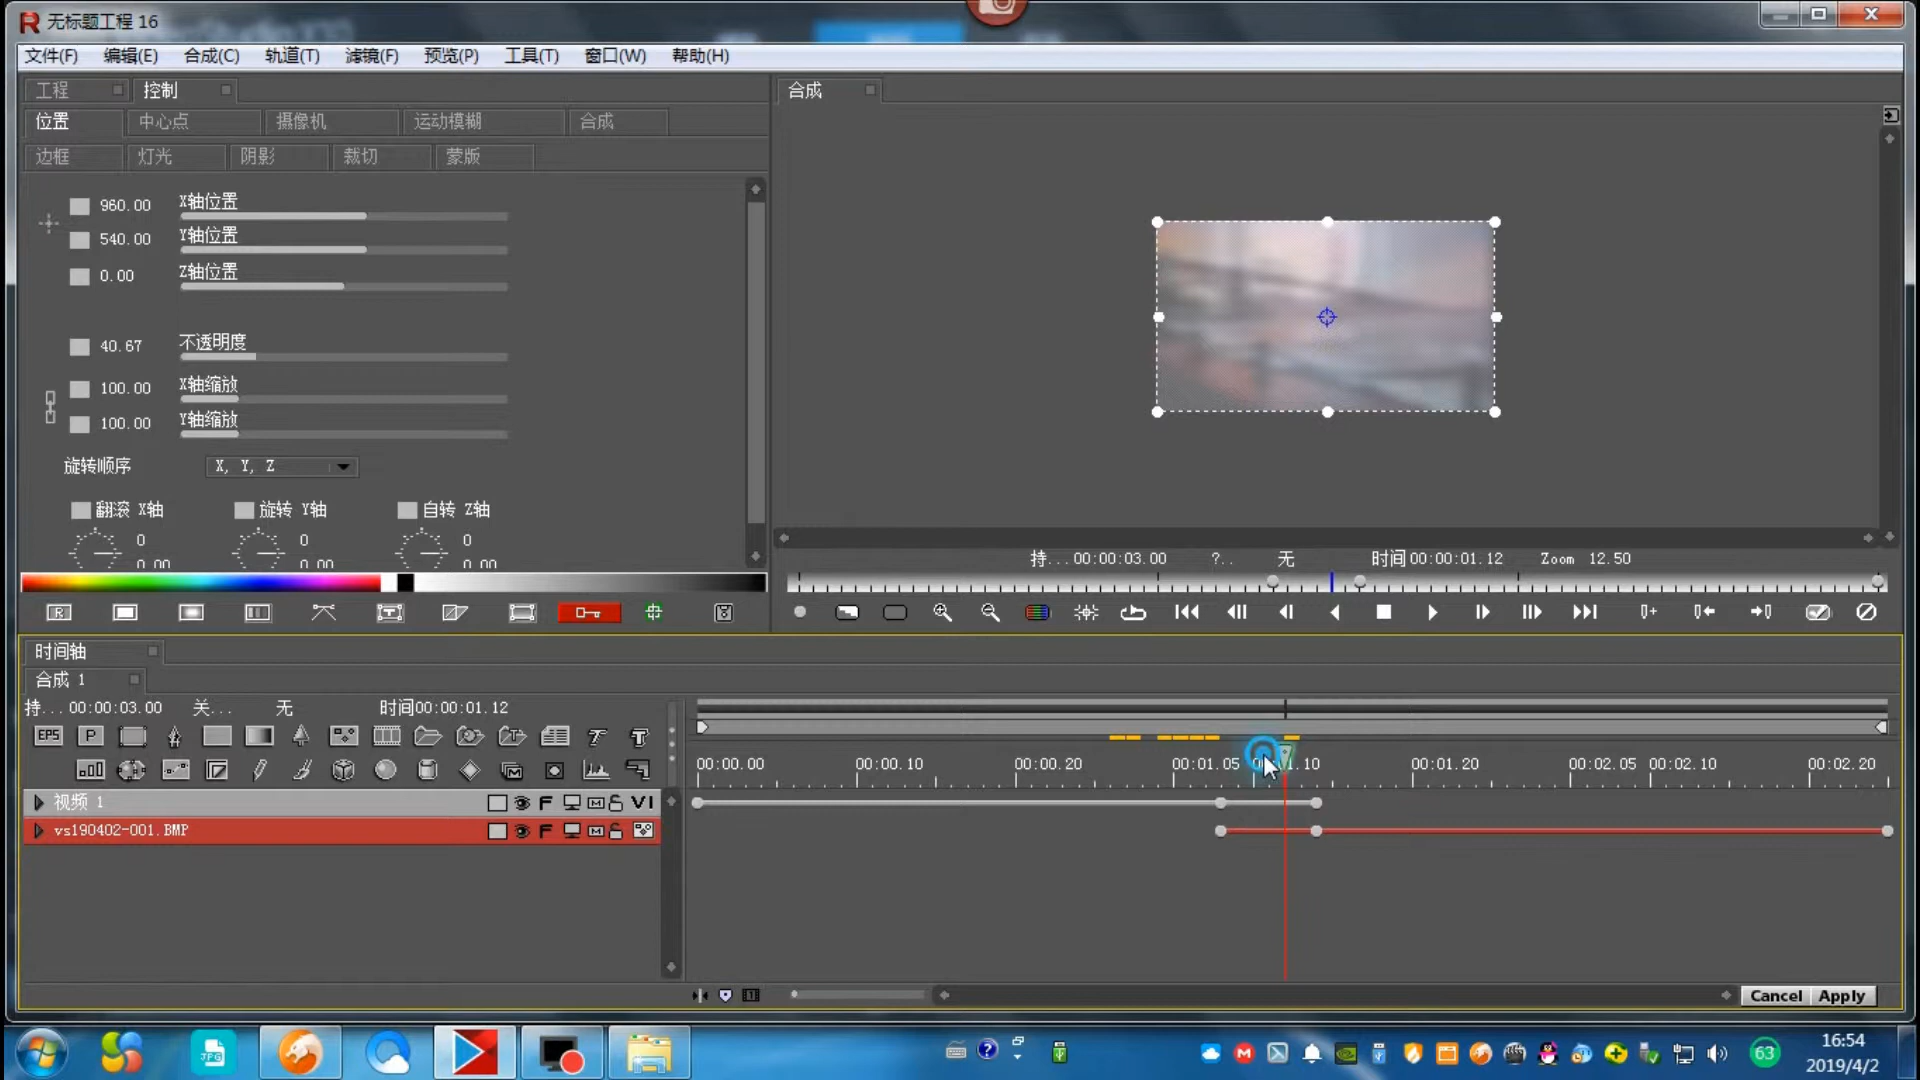 无标题工程 16
文件(F) 编辑(E) 合成(C) 轨道(T) 滤镜(F) 预览(P) 工具(T) 窗口(W) 帮助(H)
工程 控制
合成
位置 中心点 摄像机 运动模糊 合成
边框 灯光 阴影 裁切 蒙版
960.00 X轴位置
540.00 Y轴位置
0.00 Z轴位置
40.67 不透明度
100.00 X轴缩放
100.00 Y轴缩放
旋转顺序 X, Y, Z
翻滚 X轴 旋转 Y轴 自转 Z轴
0 0 0
0.00 0.00 0.00
持...00:00:03.00 ?.. 无 时间00:00:01.12 Zoom 12.50
时间轴
合成 1
持...00:00:03.00 关... 无 时间00:00:01.12
EPS P
00:00.00 00:00.10 00:00.20 00:01.05 1.10 00:01.20 00:02.05 00:02.10 00:02.20
视频 1 F M VI
vs190402-001.BMP F M
Cancel Apply
JPG
63
16:54
2019/4/2